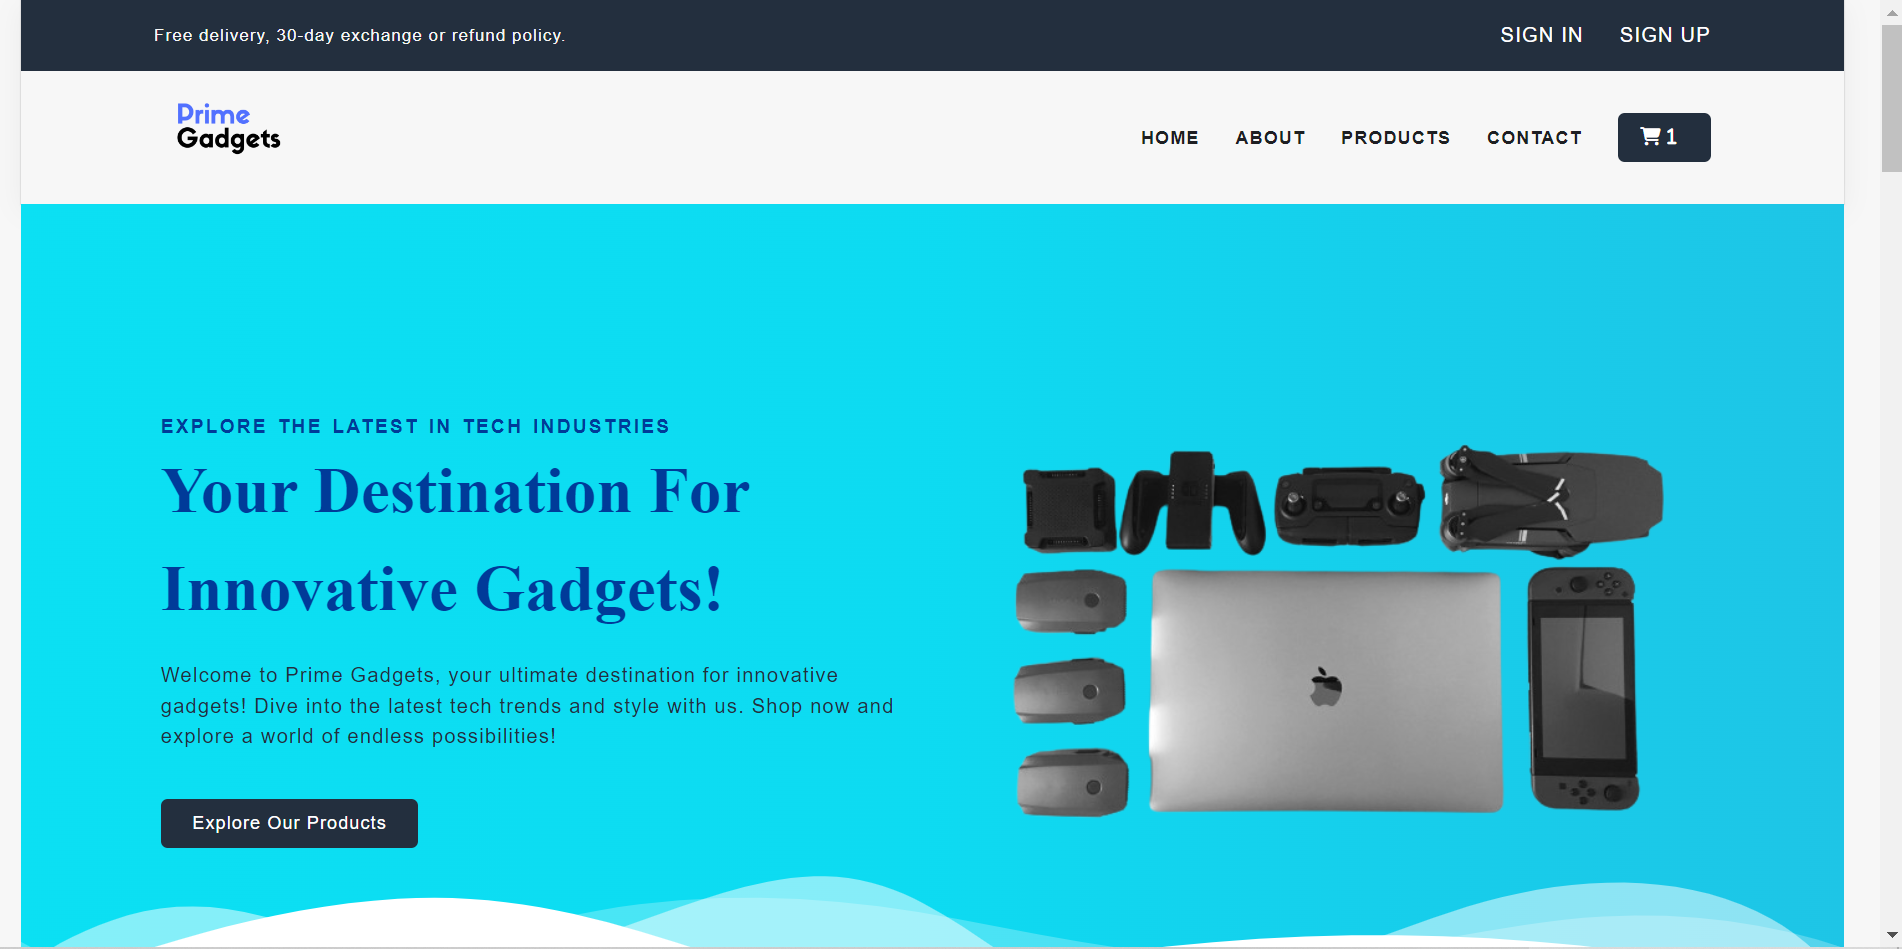 Free delivery, 30-day exchange or refund policy.
SIGN IN
SIGN UP
Prime
Gadgets
HOME
ABOUT
PRODUCTS
CONTACT
1
EXPLORE THE LATEST IN TECH INDUSTRIES
Your Destination For
Innovative Gadgets!
Welcome to Prime Gadgets, your ultimate destination for innovative
gadgets! Dive into the latest tech trends and style with us. Shop now and
explore a world of endless possibilities!
Explore Our Products